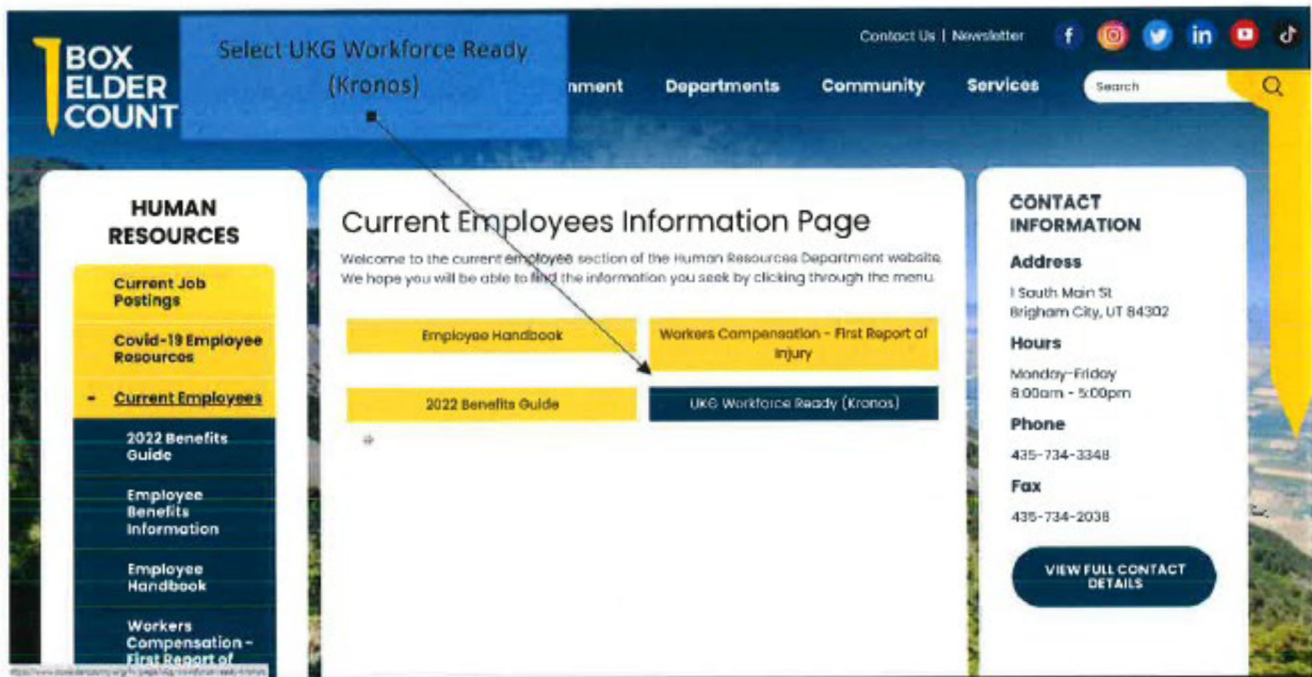 BOX
ELDER
COUNT
Select UKG Workforce Ready
(Kronos)
Contact Us | Newsletter
nment
Departments
Community
Services
Search
HUMAN
RESOURCES
Current Job
Postings
Covid-19 Employee
Resources
- Current Employees
2022 Benefits
Guide
Employee
Benefits
Information
Employee
Handbook
Workers
Compensation -
First Report of
Current Employees Information Page
Welcome to the current employee section of the Human Resources Department website.
We hope you will be able to find the information you seek by clicking through the menu.
Employee Handbook
Workers Compensation - First Report of
Injury
2022 Benefits Guide
UKG Workforce Ready (Kronos)
CONTACT
INFORMATION
Address
1 South Main St
Brigham City, UT 84302
Hours
Monday-Friday
8:00am - 5:00pm
Phone
435-734-3348
Fax
435-734-2038
VIEW FULL CONTACT
DETAILS